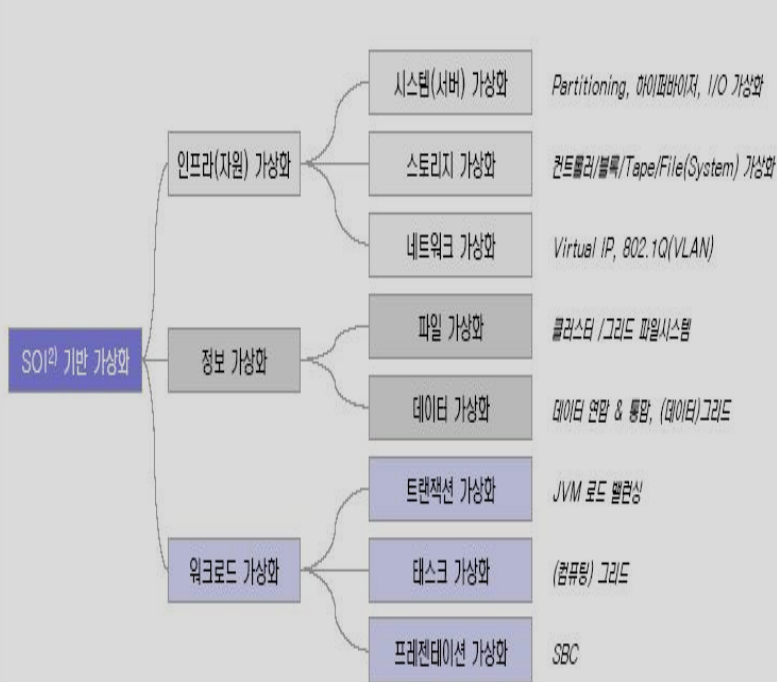 시스템(서버) 가상화 Partitioning, 하이퍼바이저, I/O 가상화
인프라(자원) 가상화
스토리지 가상화 컨트롤러/블록/Tape/File(System) 가상화
네트워크 가상화 Virtual IP, 802.1Q(VLAN)
SOI2) 기반 가상화
정보 가상화
파일 가상화 클러스터 /그리드 파일시스템
데이터 가상화 데이터 연합 & 통합, (데이터)그리드
워크로드 가상화
트랜잭션 가상화 JVM 로드 밸런싱
태스크 가상화 (컴퓨팅) 그리드
프레젠테이션 가상화 SBC